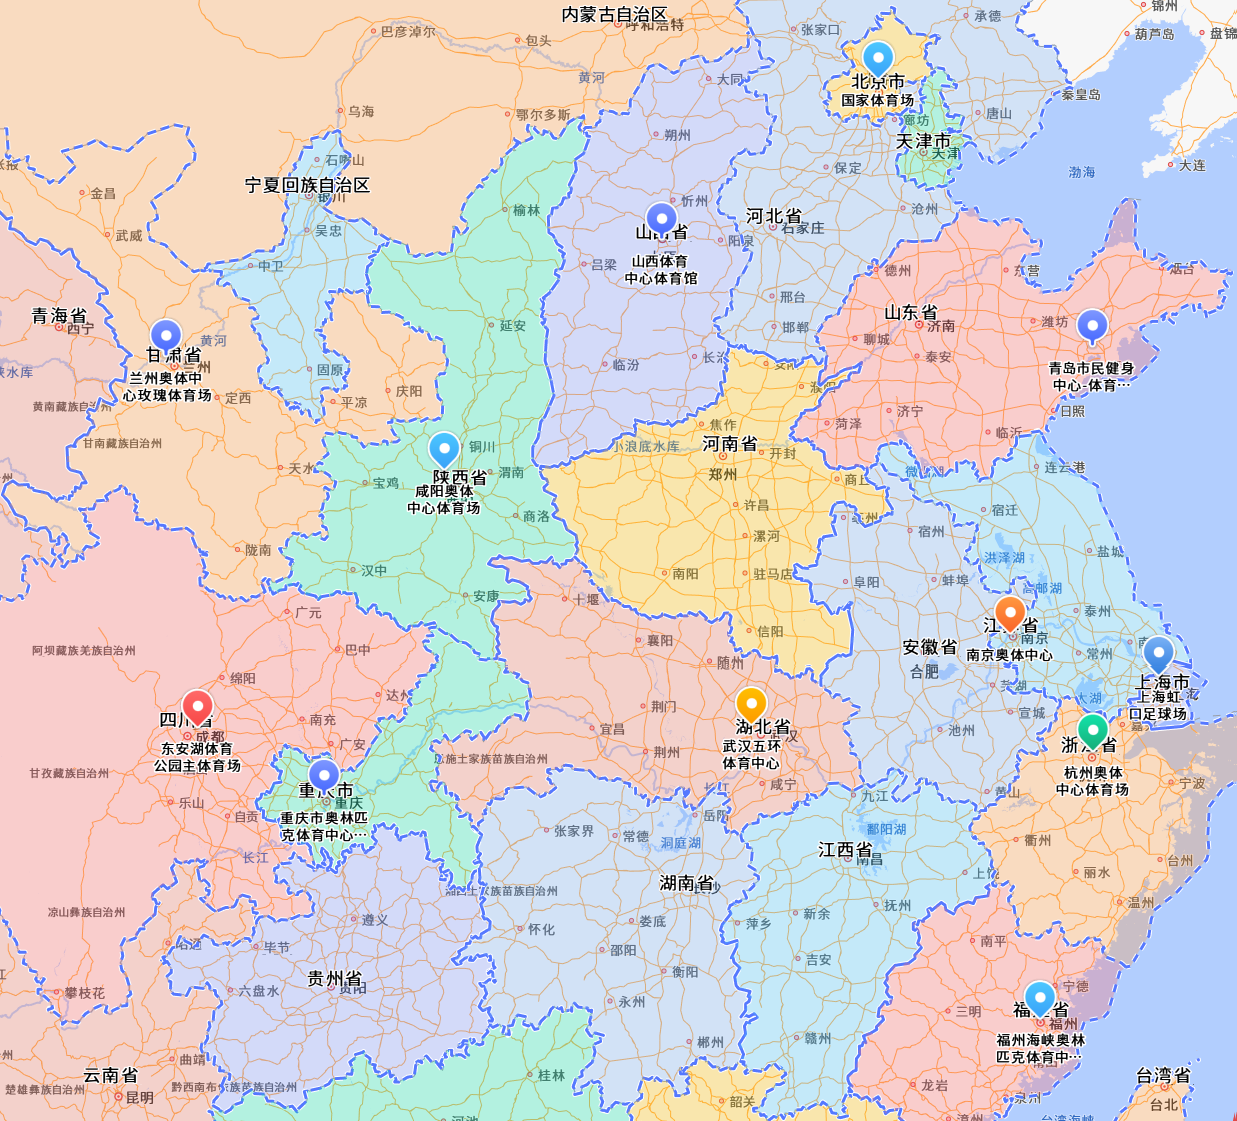 内蒙古自治区
呼和浩特
承德
锦州
张家口
葫芦岛
盘锦
巴彦淖尔
包头
黄河
大同
北京市
国家体育场
秦皇岛
乌海
鄂尔多斯
廊坊
唐山
朔州
天津市
天津
石嘴山
保定
渤海
大连
宁夏回族自治区
银川
金昌
忻州
榆林
沧州
河北省
石家庄
武威
吴忠
山西省
阳泉
山西体育
中心体育馆
中卫
吕梁
德州
东营
烟台
邢台
青海省
西宁
山东省
济南
潍坊
延安
邯郸
聊城
黄河
甘肃省
兰州
泰安
长治
临汾
安阳
青岛市民健身
中心-体育…
固原
兰州奥体中
心玫瑰体育场
濮阳
庆阳
定西
平凉
黄南藏族自治州
济宁
日照
菏泽
焦作
临沂
甘南藏族自治州
铜川
小浪底水库
河南省
开封
郑州
天水
渭南
连云港
微山湖
陕西省
咸阳奥体
中心体育场
宝鸡
商丘
许昌
宿迁
商洛
亳州
宿州
漯河
陇南
盐城
洪泽湖
汉中
南阳
驻马店
阜阳
蚌埠
高邮湖
安康
十堰
广元
泰州
江苏省
南京
信阳
襄阳
阿坝藏族羌族自治州
巴中
安徽省
合肥
南京奥体中心
常州
随州
绵阳
芜湖
上海市
上海虹
口足球场
太湖
达州
荆门
宣城
四川省
成都
南充
湖北省
武汉
宜昌
池州
广安
东安湖体育
公园主体育场
武汉五环
体育中心
浙江省
荆州
恩施土家族苗族自治州
甘孜藏族自治州
杭州奥体
中心体育场
宁波
咸宁
长江
重庆市
重庆
九江
黄山
乐山
自贡
重庆市奥林匹
克体育中心…
岳阳
张家界
常德
洞庭湖
鄱阳湖
衢州
江西省
南昌
长江
台州
上饶
丽水
湖南省
长沙
湘西土家族苗族自治州
温州
凉山彝族自治州
抚州
新余
遵义
娄底
萍乡
怀化
南平
昭通
毕节
邵阳
吉安
衡阳
贵州省
贵阳
宁德
攀枝花
六盘水
永州
三明
福建省
福州
郴州
赣州
福州海峡奥林
匹克体育中…
曲靖
莆田
云南省
桂林
台湾省
楚雄彝族自治州
黔西南布依族苗族自治州
龙岩
昆明
韶关
泉州
台北
河池
漳州
台湾海峡